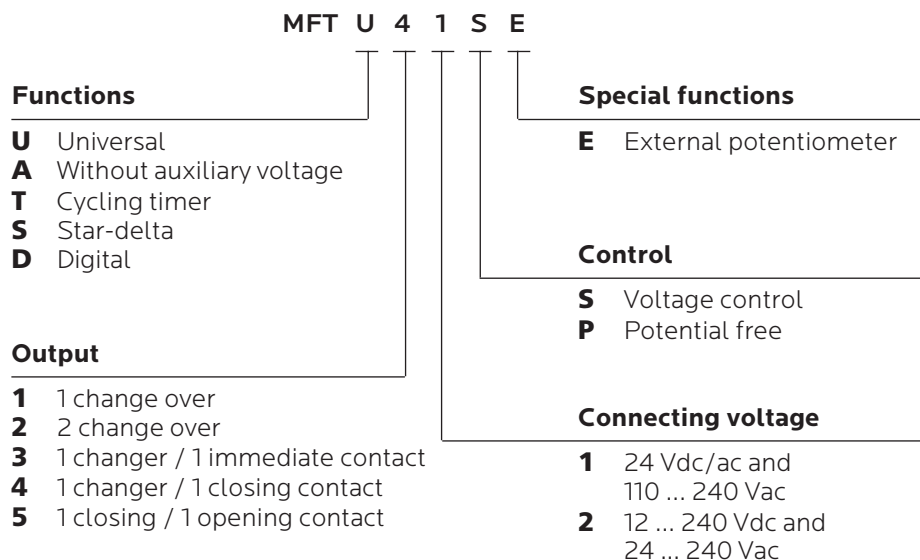 MFT U 4 1 S E
Functions
U Universal
A Without auxiliary voltage
T Cycling timer
S Star-delta
D Digital
Output
1 1 change over
2 2 change over
3 1 changer / 1 immediate contact
4 1 changer / 1 closing contact
5 1 closing / 1 opening contact
Special functions
E External potentiometer
Control
S Voltage control
P Potential free
Connecting voltage
1 24 Vdc/ac and
110 ... 240 Vac
2 12 ... 240 Vdc and
24 ... 240 Vac